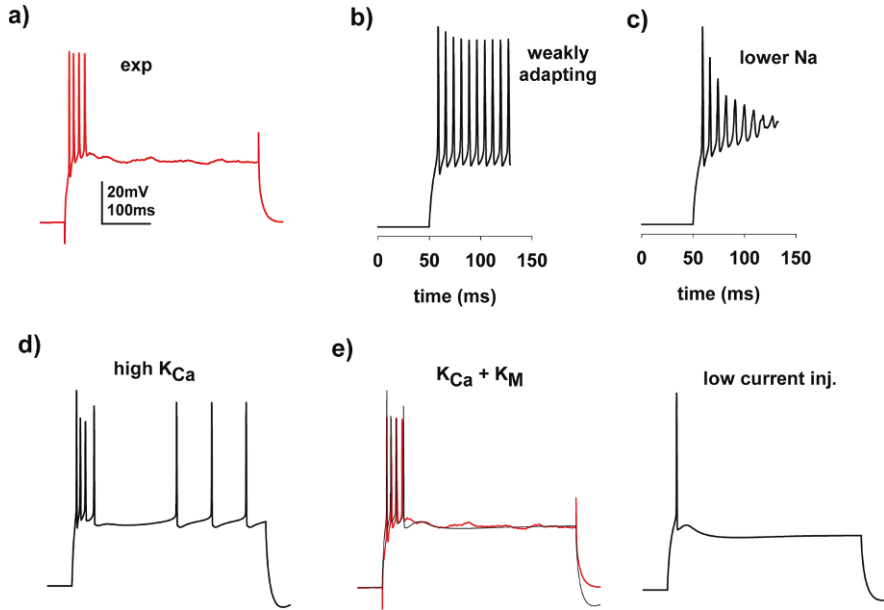 a)
exp
20mV
100ms
b)
weakly
adapting
0 50 100 150
time (ms)
c)
lower Na
0 50 100 150
time (ms)
d)
high KCa
e)
KCa + KM
low current inj.